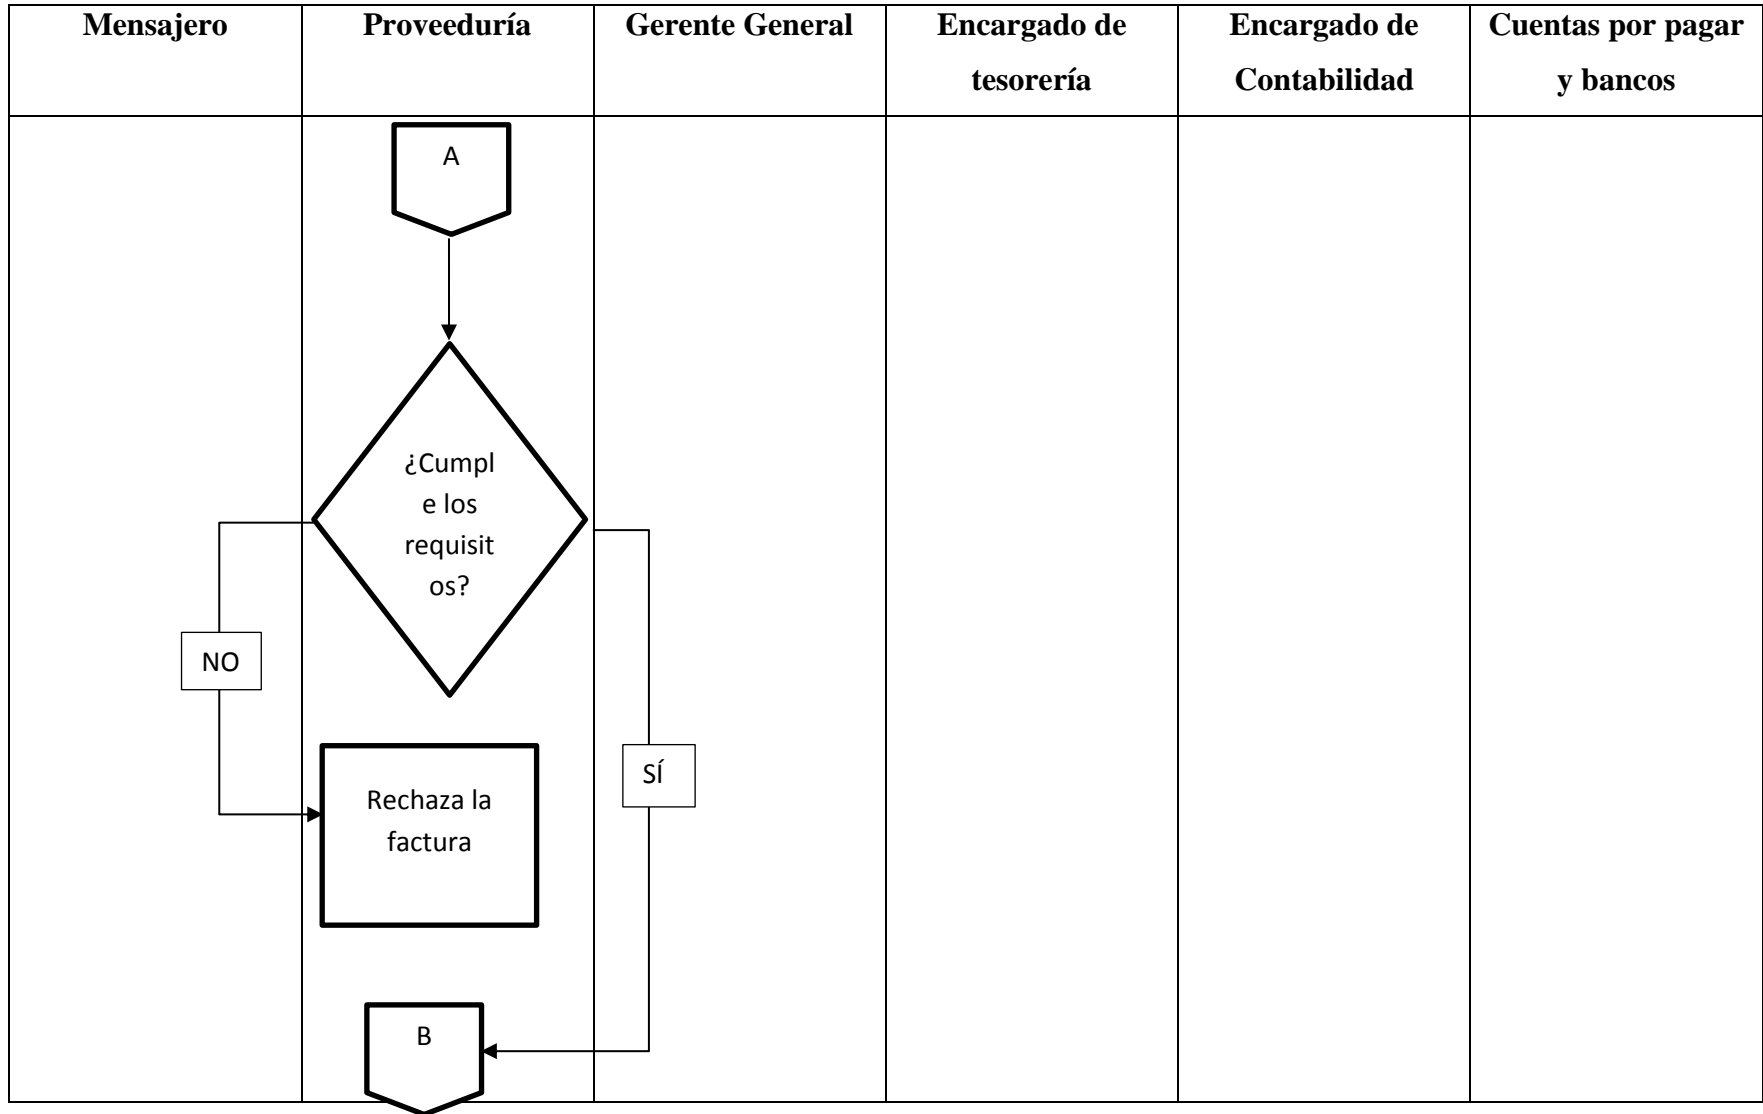 Mensajero
Proveeduría
Gerente General
Encargado de
tesorería
Encargado de
Contabilidad
Cuentas por pagar
y bancos
A
¿Cumpl
e los
requisit
os?
NO
Rechaza la
factura
SÍ
B